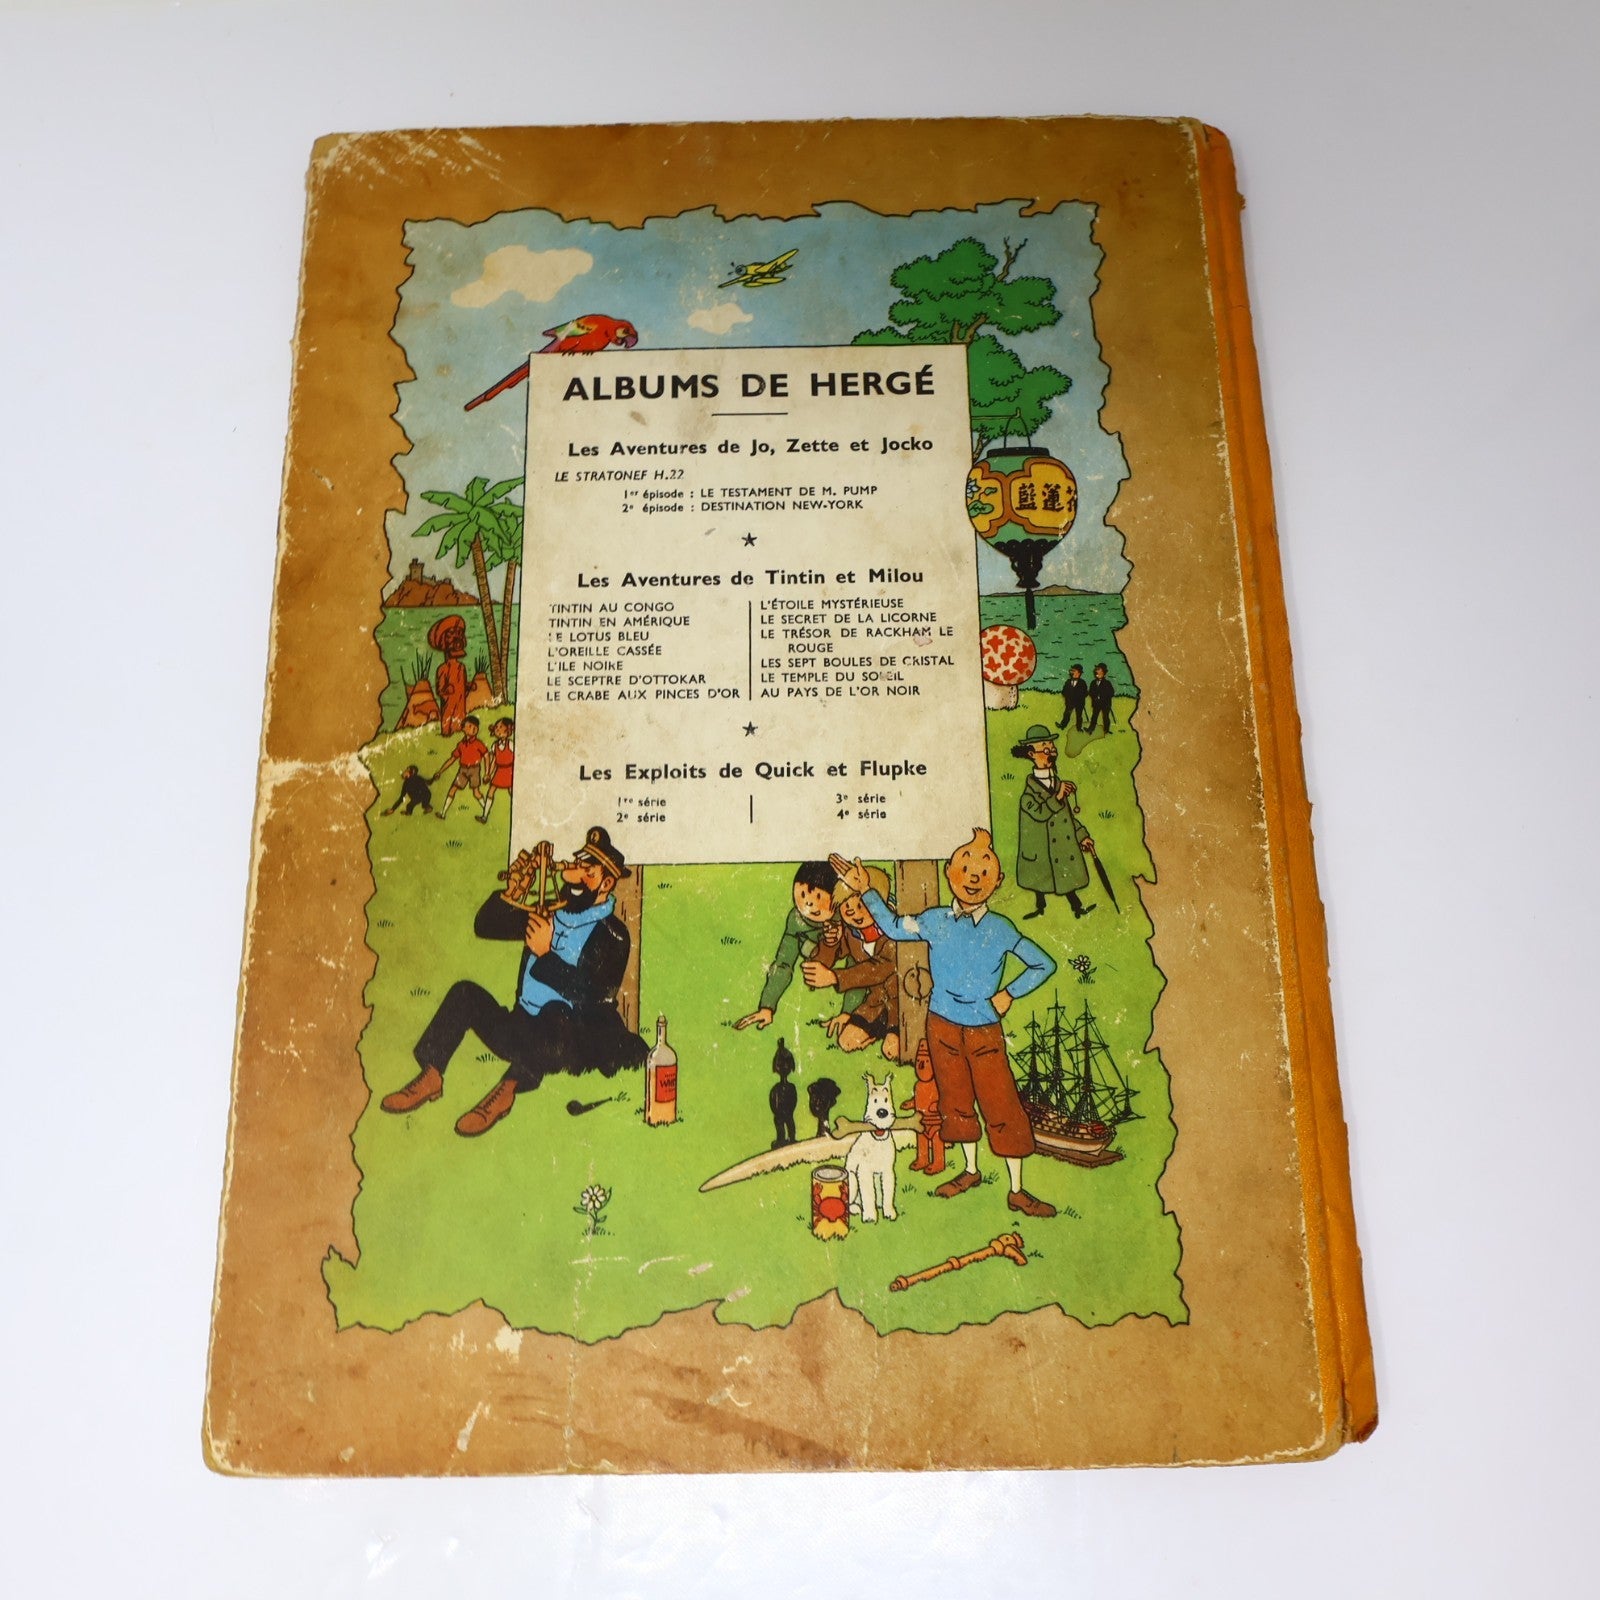 ALBUMS DE HERGÉ
Les Aventures de Jo, Zette et Jocko
LE STRATONEF H.22
1er épisode : LE TESTAMENT DE M. PUMP
2e épisode : DESTINATION NEW-YORK
Les Aventures de Tintin et Milou
TINTIN AU CONGO
TINTIN EN AMÉRIQUE
LE LOTUS BLEU
L'OREILLE CASSÉE
L'ILE NOIRE
LE SCEPTRE D'OTTOKAR
LE CRABE AUX PINCES D'OR
L'ÉTOILE MYSTÉRIEUSE
LE SECRET DE LA LICORNE
LE TRÉSOR DE RACKHAM LE
ROUGE
LES SEPT BOULES DE CRISTAL
LE TEMPLE DU SOLEIL
AU PAYS DE L'OR NOIR
Les Exploits de Quick et Flupke
1re série
2e série
3e série
4e série
藍蓮